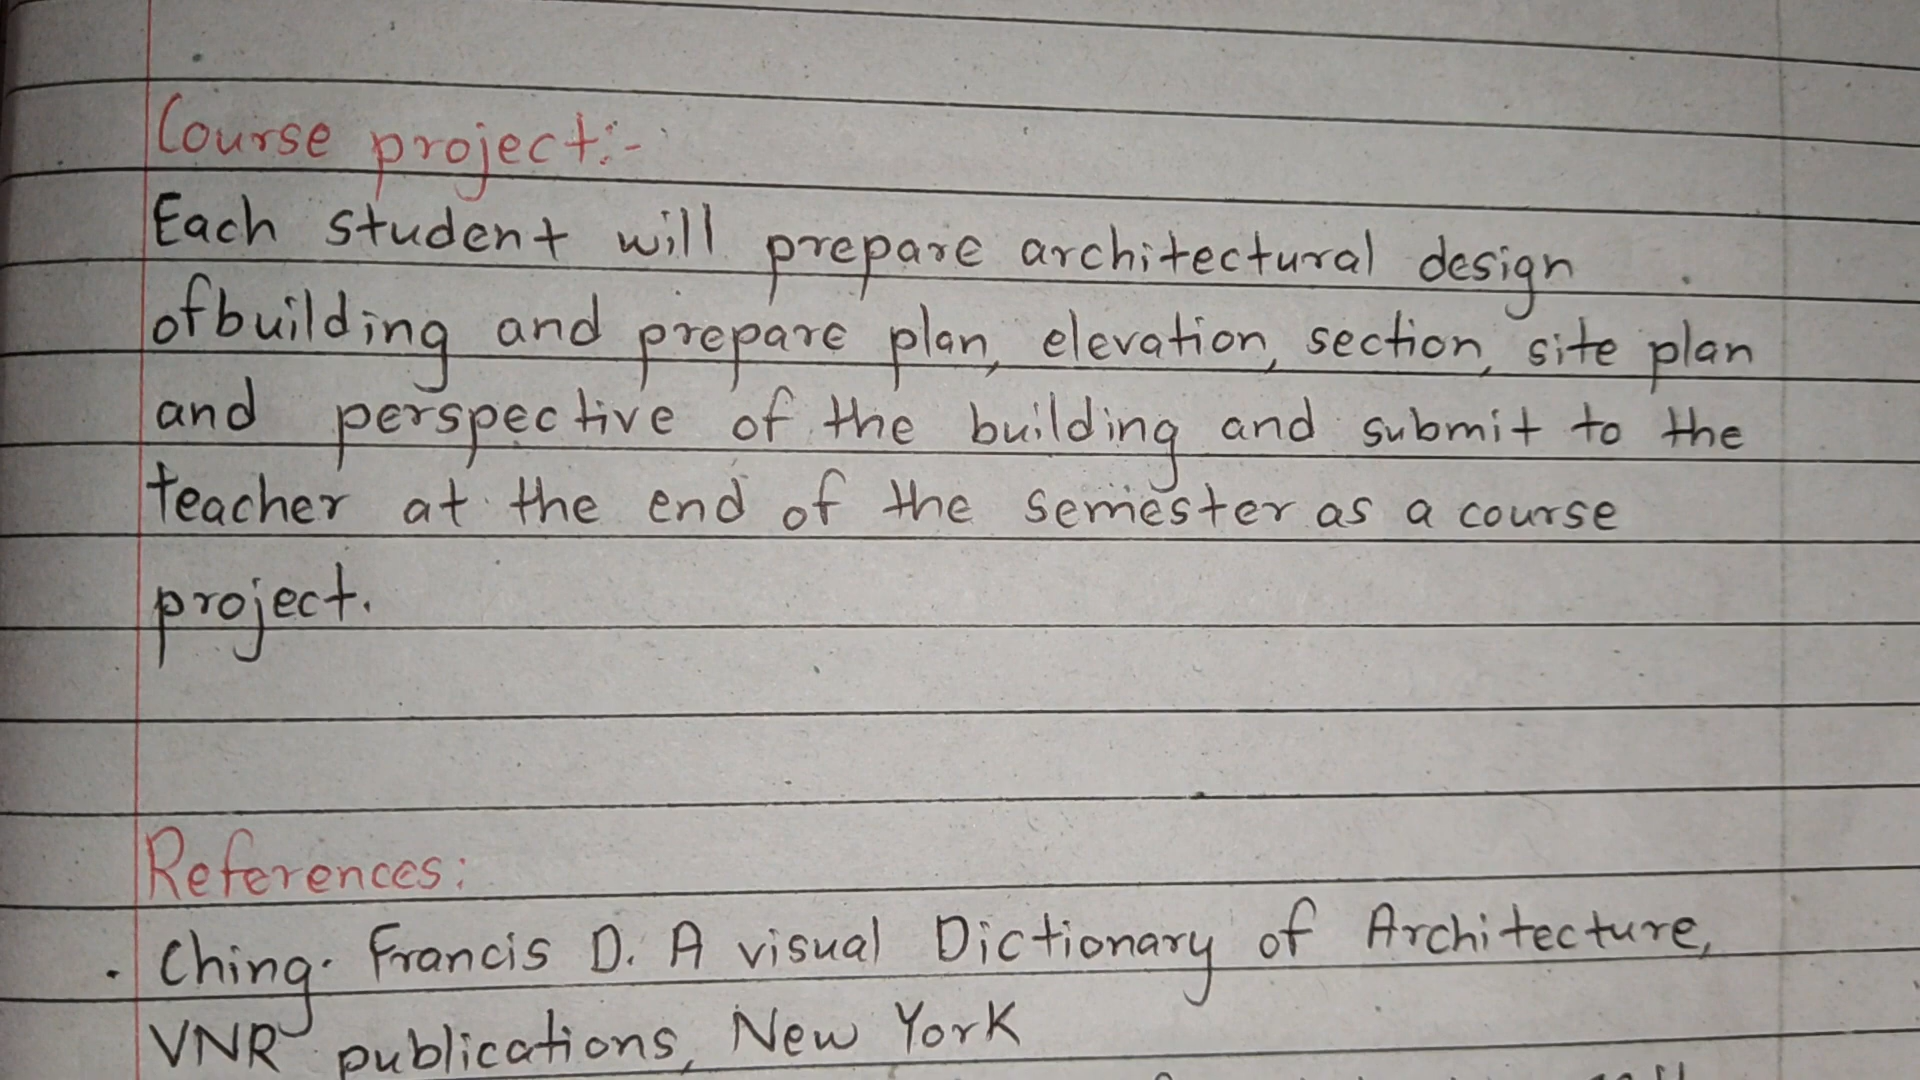 Course project:-
Each student will prepare architectural design
ofbuilding and prepare plan, elevation, section, site plan
and perspective of the building and submit to the
teacher at the end of the semester as a course
project.
References:
• Ching. Francis D. A visual Dictionary of Architecture,
VNR publications, New York